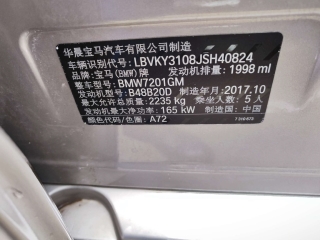 华晨宝马汽车有限公司制造
车辆识别代号: LBVKY3108JSH40824
品牌: 宝马(BMW)牌 发动机排量: 1998 ml
整车型号: BMW7201GM
发动机型号: B48B20D 制造年月: 2017.10
最大允许总质量: 2235 kg 乘坐人数: 5 人
发动机最大净功率: 165 kW 制造国: 中国
颜色代码/色圈: A72